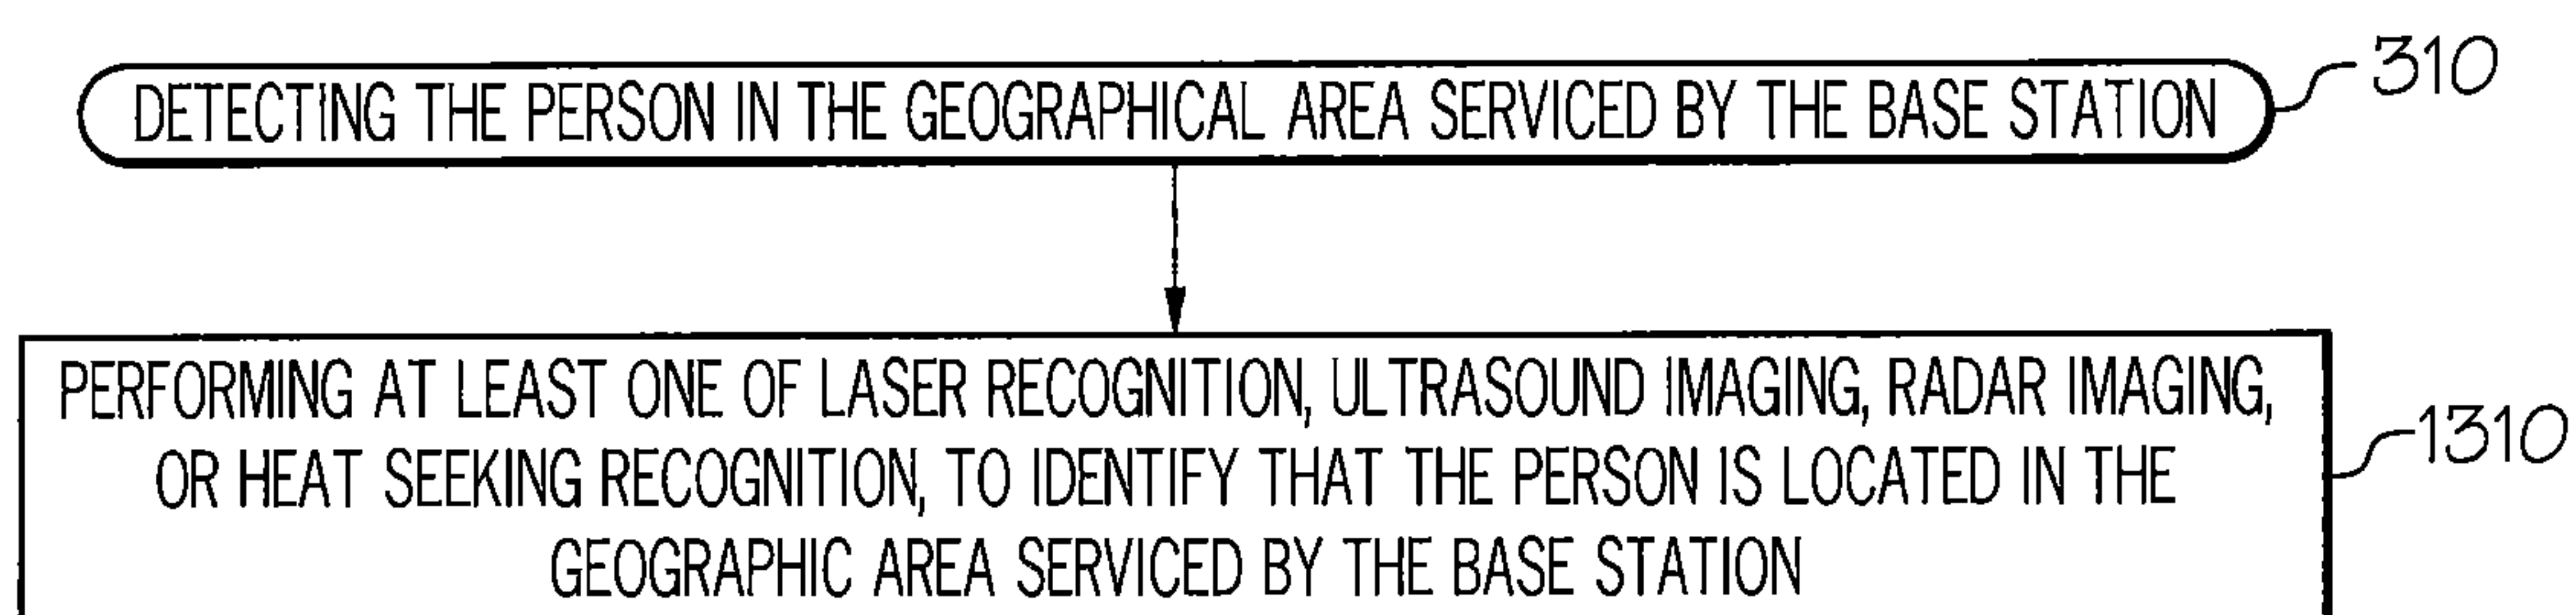 DETECTING THE PERSON IN THE GEOGRAPHICAL AREA SERVICED BY THE BASE STATION
310
PERFORMING AT LEAST ONE OF LASER RECOGNITION, ULTRASOUND IMAGING, RADAR IMAGING,
OR HEAT SEEKING RECOGNITION, TO IDENTIFY THAT THE PERSON IS LOCATED IN THE
GEOGRAPHIC AREA SERVICED BY THE BASE STATION
1310